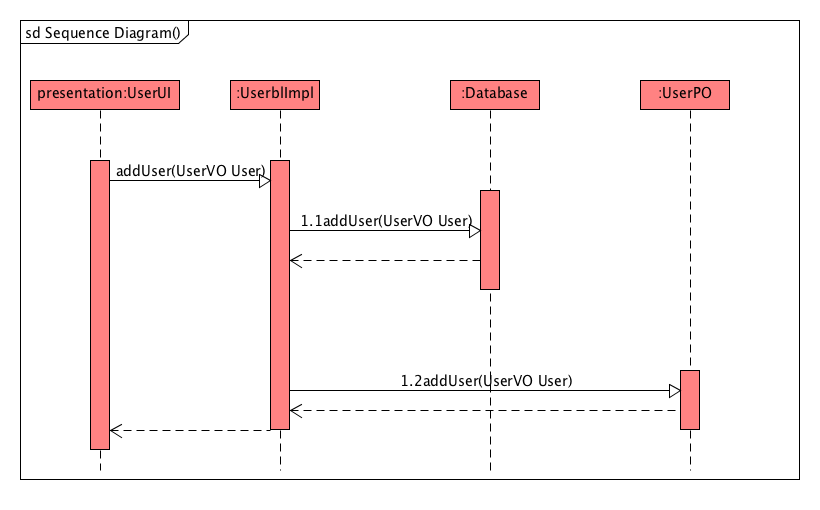 sd Sequence Diagram()
presentation:UserUI
:UserblImpl
:Database
:UserPO
addUser(UserVO User)
1.1addUser(UserVO User)
1.2addUser(UserVO User)